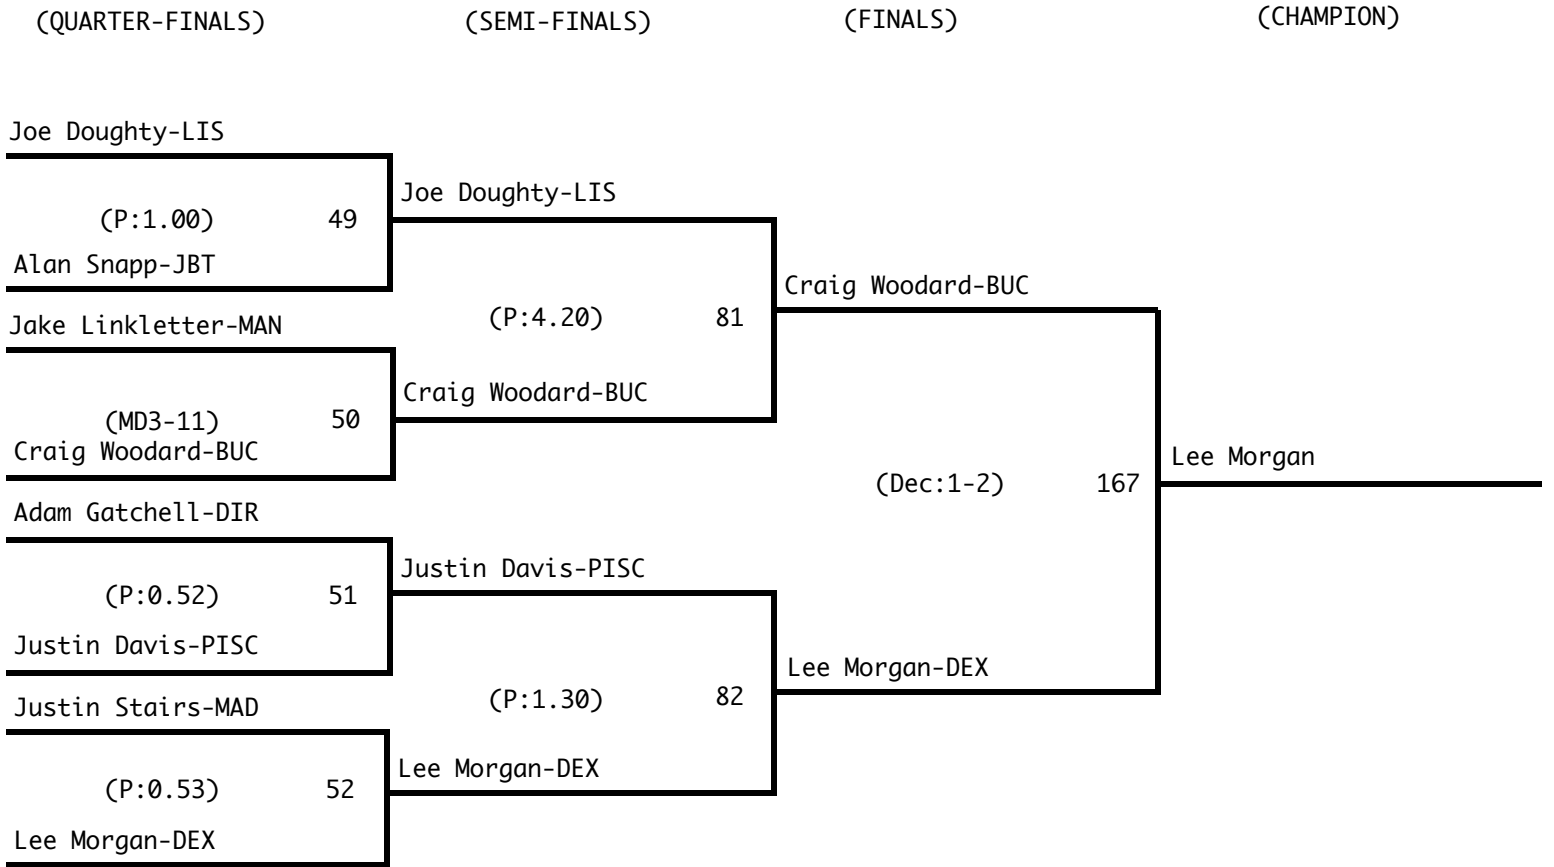 (QUARTER-FINALS) (SEMI-FINALS) (FINALS) (CHAMPION)
Joe Doughty-LIS
(P:1.00) 49
Alan Snapp-JBT
Jake Linkletter-MAN
(MD3-11) 50
Craig Woodard-BUC
Adam Gatchell-DIR
(P:0.52) 51
Justin Davis-PISC
Justin Stairs-MAD
(P:0.53) 52
Lee Morgan-DEX
Joe Doughty-LIS
(P:4.20) 81
Craig Woodard-BUC
Justin Davis-PISC
(P:1.30) 82
Lee Morgan-DEX
Craig Woodard-BUC
(Dec:1-2) 167
Lee Morgan-DEX
Lee Morgan